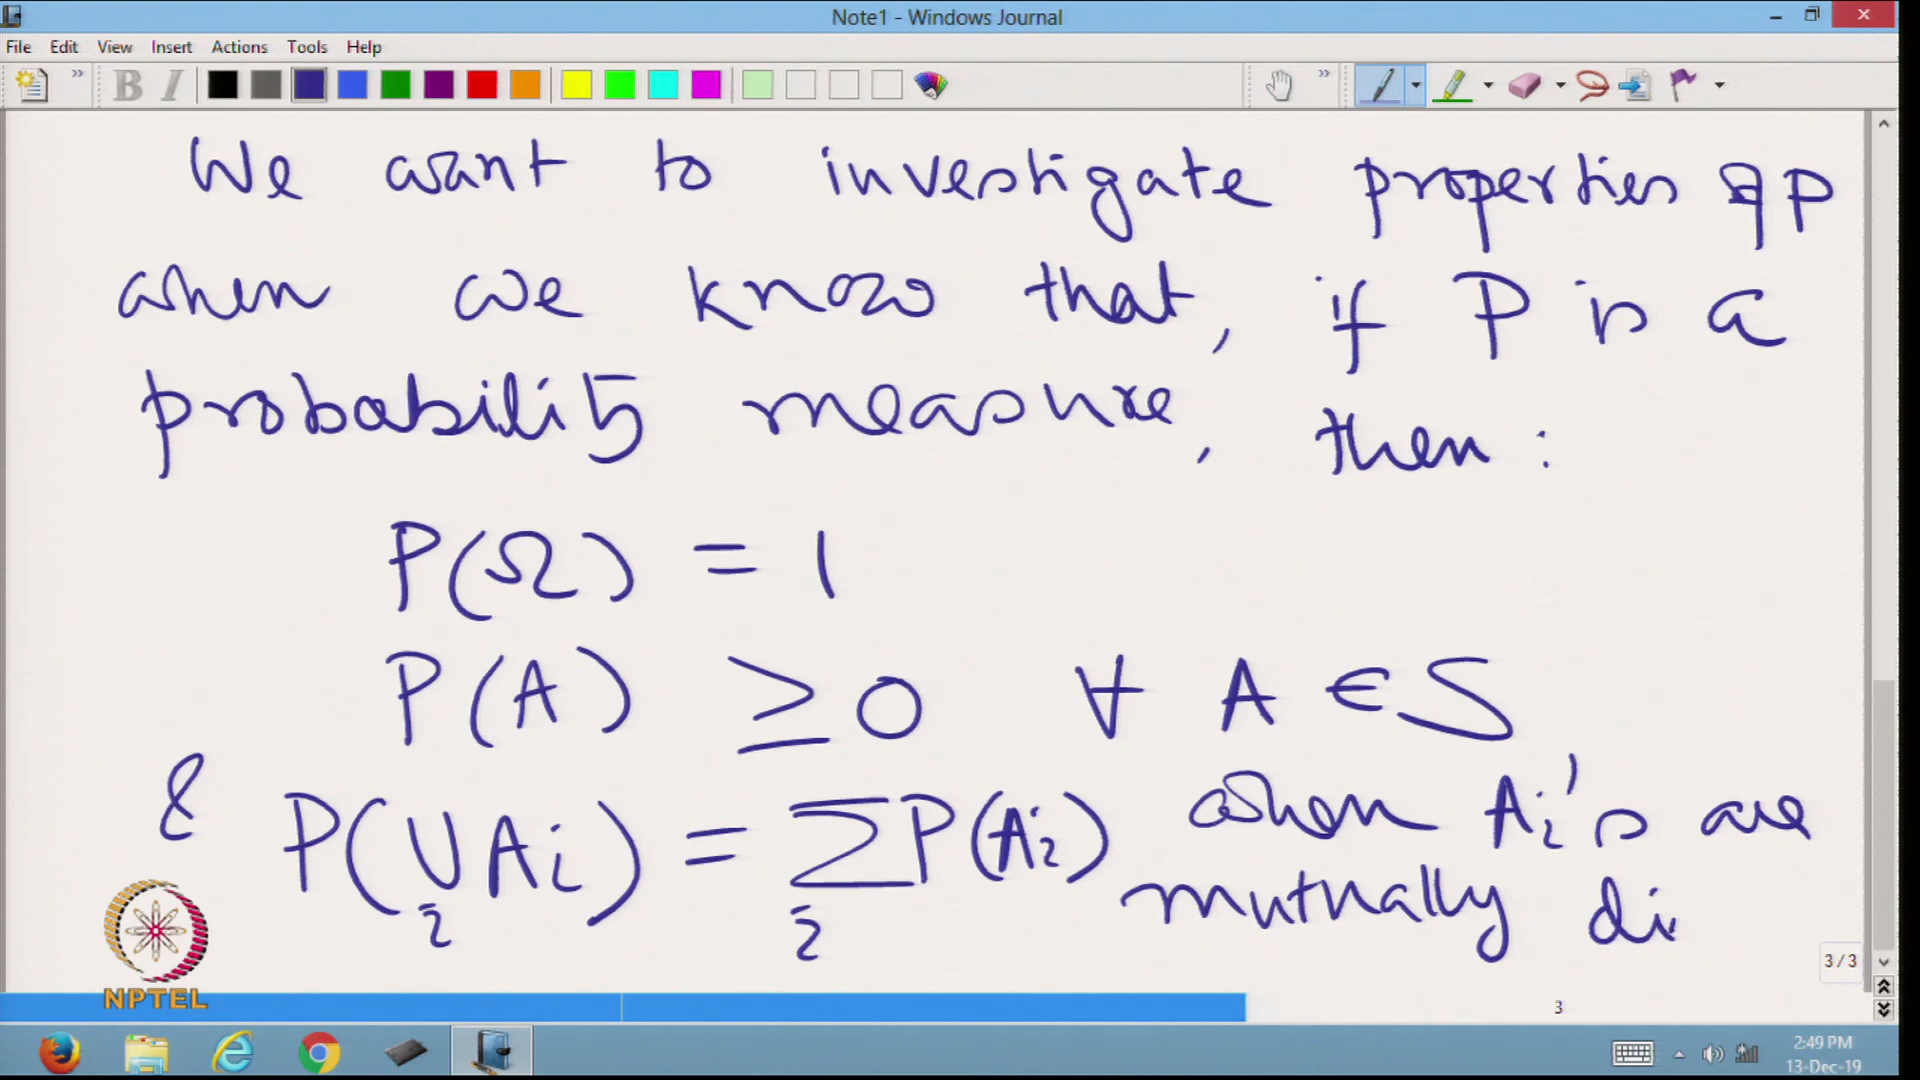 Note1 - Windows Journal
File Edit View Insert Actions Tools Help
B I
We want to investigate properties of P
when we know that, if P is a
probability measure, then:
P(Ω) = 1
P(A) ≥ 0 ∀ A ∈ S
& P(∪ᵢ Aᵢ) = ∑ᵢ P(Aᵢ) when Aᵢ's are
mutually di
NPTEL
3/3
3
2:49 PM
13-Dec-19